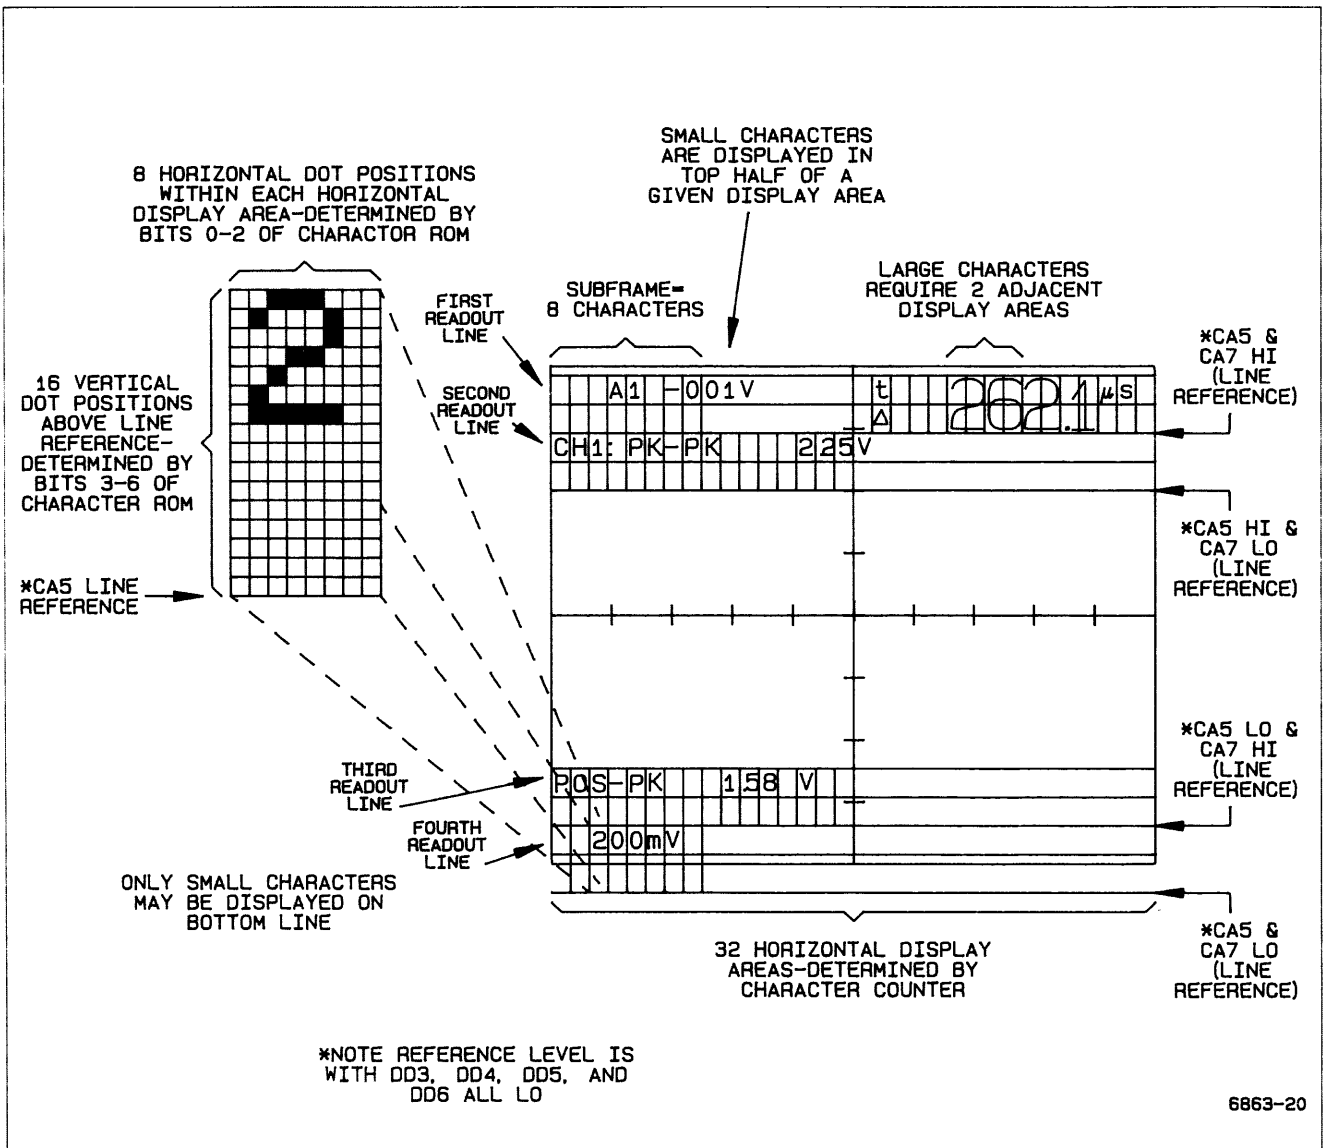 SMALL CHARACTERS
ARE DISPLAYED IN
TOP HALF OF A
GIVEN DISPLAY AREA
8 HORIZONTAL DOT POSITIONS
WITHIN EACH HORIZONTAL
DISPLAY AREA-DETERMINED BY
BITS 0-2 OF CHARACTOR ROM
LARGE CHARACTERS
REQUIRE 2 ADJACENT
DISPLAY AREAS
SUBFRAME=
8 CHARACTERS
FIRST
READOUT
LINE
*CA5 &
CA7 HI
(LINE
REFERENCE)
16 VERTICAL
DOT POSITIONS
ABOVE LINE
REFERENCE-
DETERMINED BY
BITS 3-6 OF
CHARACTER ROM
SECOND
READOUT
LINE
A1 -001V
t
Δ
262.1 μs
CH1: PK-PK 2.25V
*CA5 HI &
CA7 LO
(LINE
REFERENCE)
*CA5 LINE
REFERENCE
*CA5 LO &
CA7 HI
(LINE
REFERENCE)
THIRD
READOUT
LINE
POS-PK 1.58 V
FOURTH
READOUT
LINE
200mV
ONLY SMALL CHARACTERS
MAY BE DISPLAYED ON
BOTTOM LINE
*CA5 &
CA7 LO
(LINE
REFERENCE)
32 HORIZONTAL DISPLAY
AREAS-DETERMINED BY
CHARACTER COUNTER
*NOTE REFERENCE LEVEL IS
WITH DD3, DD4, DD5, AND
DD6 ALL LO
6863-20